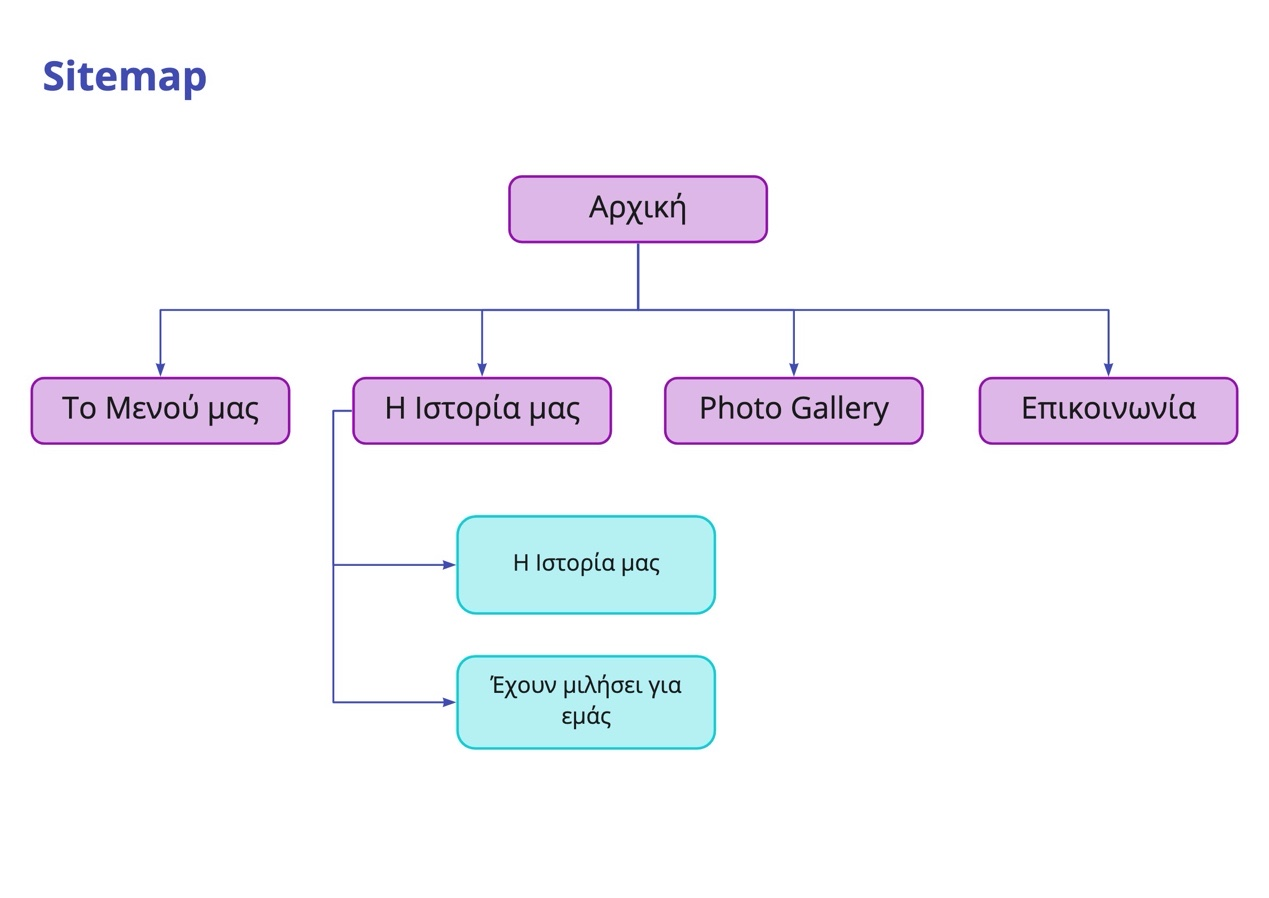 Sitemap
Αρχική
Το Μενού μας
Η Ιστορία μας
Photo Gallery
Επικοινωνία
Η Ιστορία μας
Έχουν μιλήσει για
εμάς